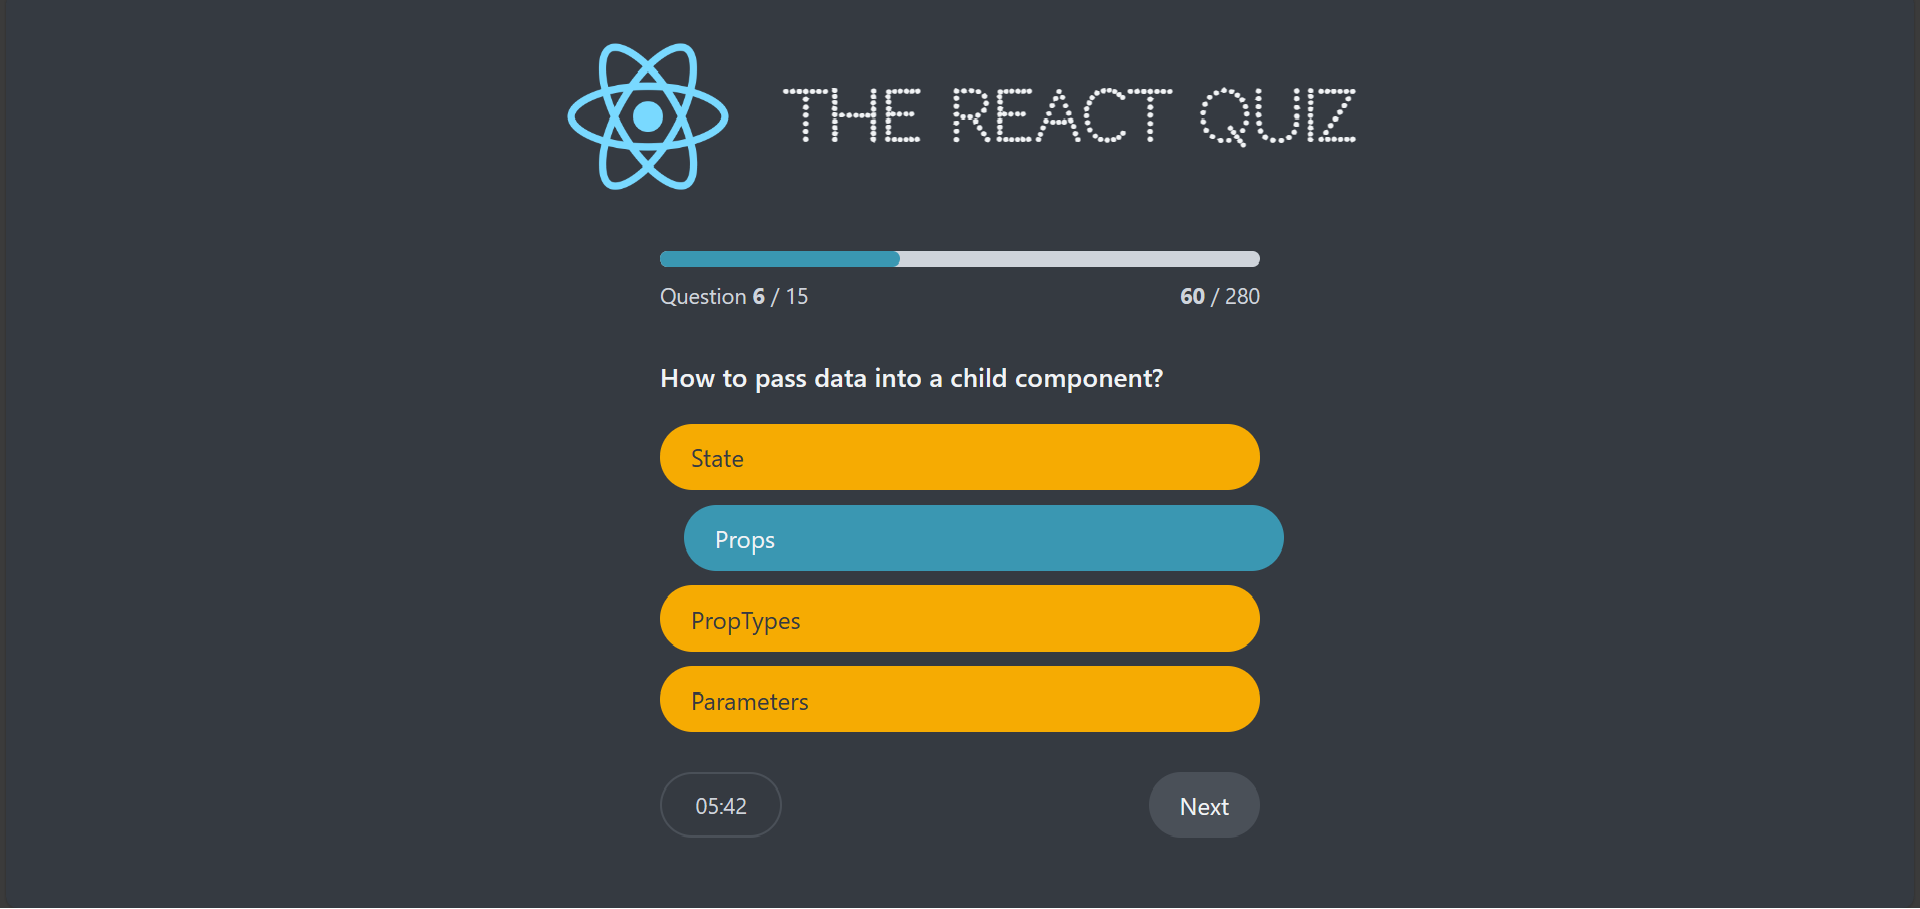 THE REACT QUIZ
Question 6 / 15
60 / 280
How to pass data into a child component?
State
Props
PropTypes
Parameters
05:42
Next